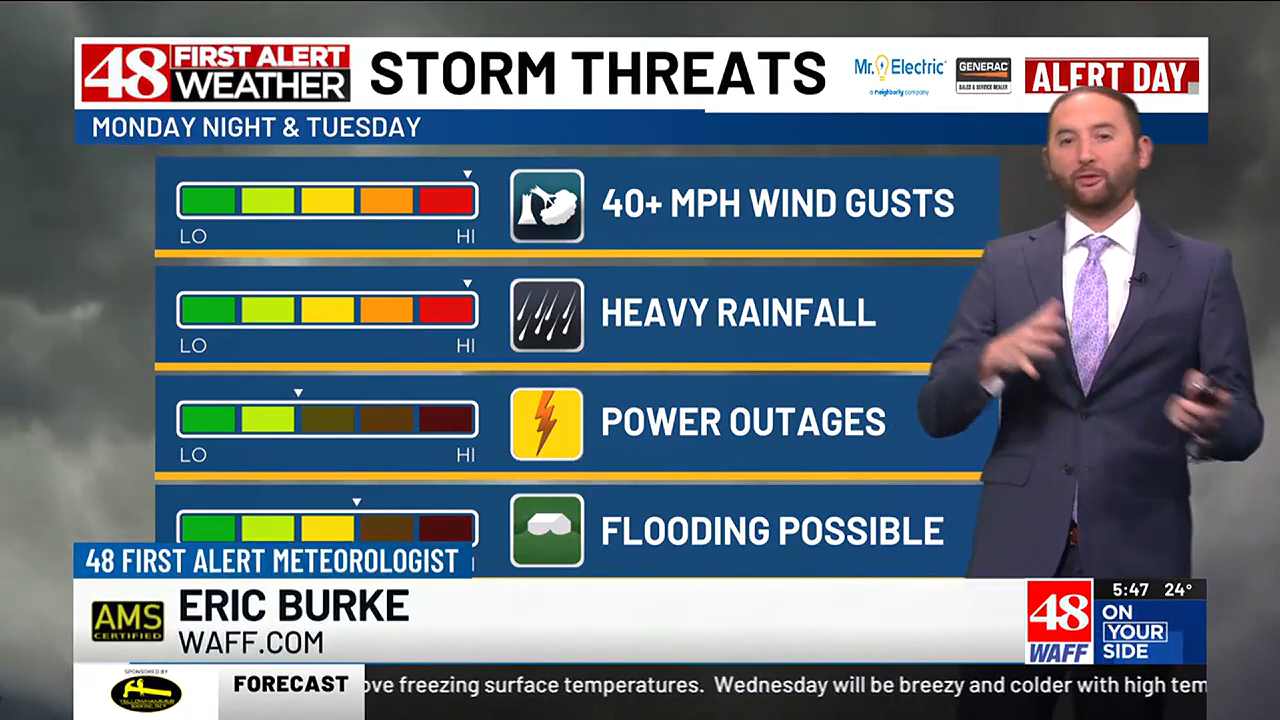 48 FIRST ALERT WEATHER
STORM THREATS
Mr. Electric
a neighborly company
GENERAC
SALES & SERVICE DEALER
ALERT DAY
MONDAY NIGHT & TUESDAY
LO HI
40+ MPH WIND GUSTS
LO HI
HEAVY RAINFALL
LO HI
POWER OUTAGES
FLOODING POSSIBLE
48 FIRST ALERT METEOROLOGIST
AMS CERTIFIED
ERIC BURKE
WAFF.COM
48
WAFF
5:47 24°
ON
YOUR
SIDE
SPONSORED BY
YELLOWHAMMER
FORECAST
ove freezing surface temperatures. Wednesday will be breezy and colder with high tem